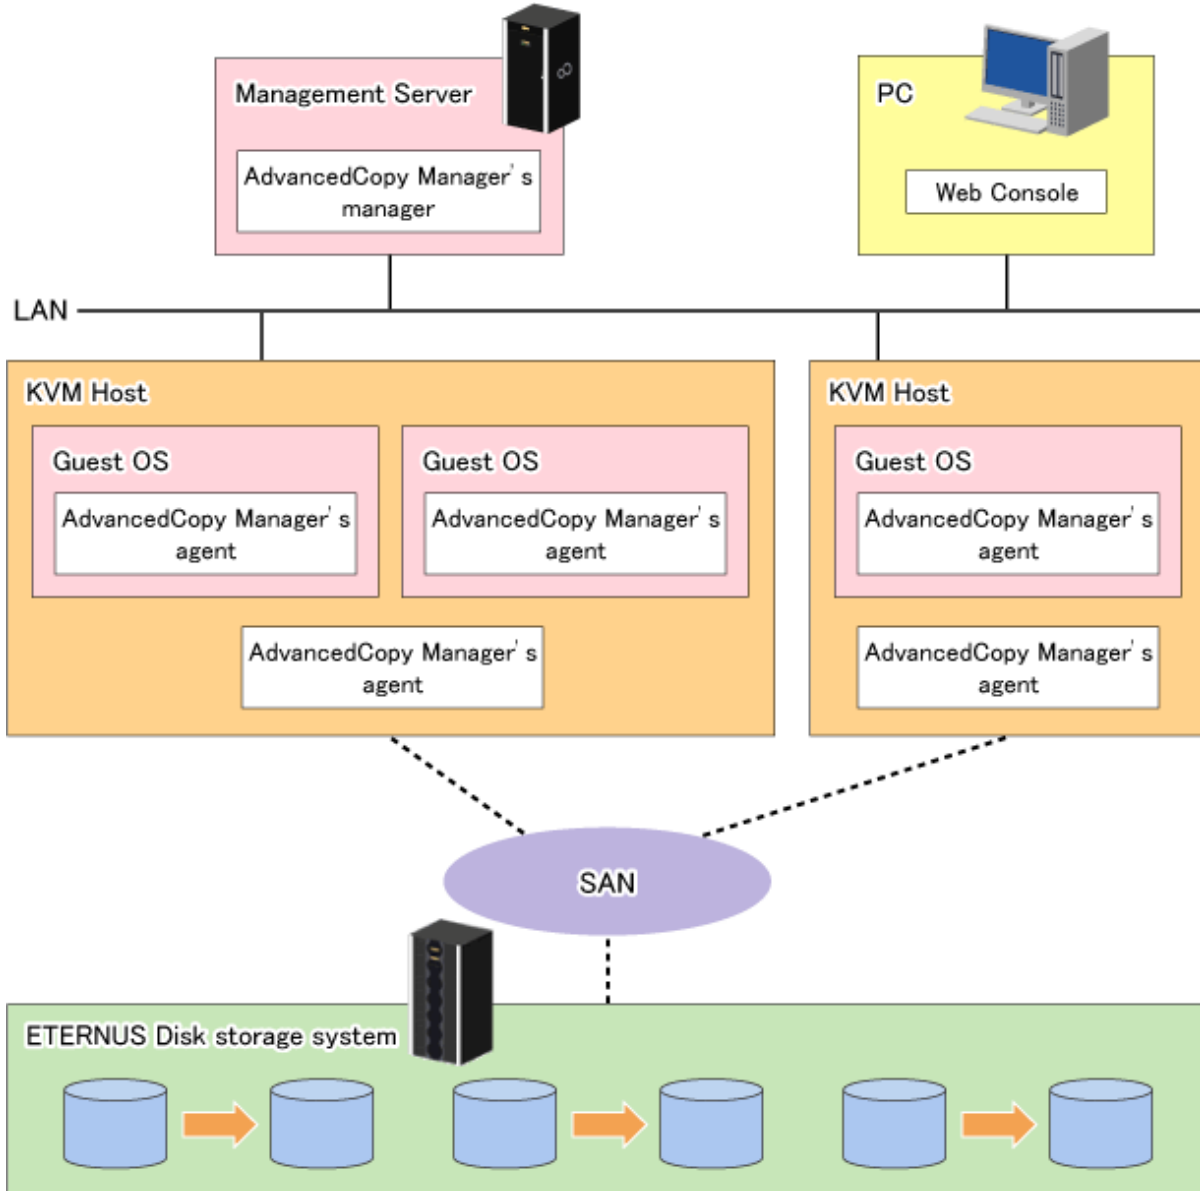 Management Server
AdvancedCopy Manager's
manager
PC
Web Console
LAN
KVM Host
Guest OS
AdvancedCopy Manager's
agent
Guest OS
AdvancedCopy Manager's
agent
AdvancedCopy Manager's
agent
KVM Host
Guest OS
AdvancedCopy Manager's
agent
AdvancedCopy Manager's
agent
SAN
ETERNUS Disk storage system